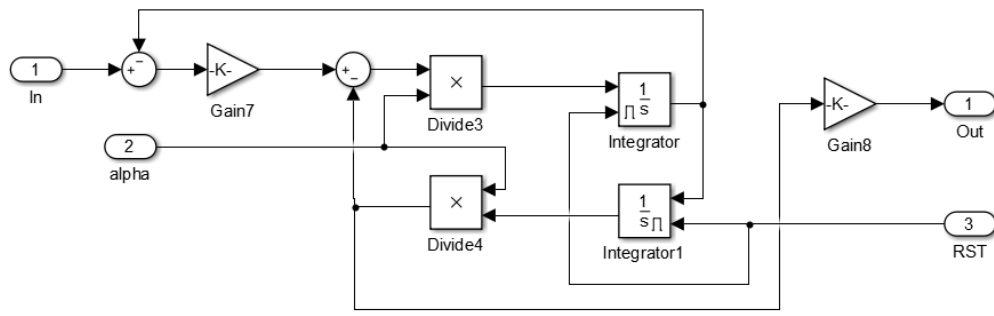 1
In
+
−
-K-
Gain7
+
−
×
Divide3
1
s
Integrator
-K-
Gain8
1
Out
2
alpha
×
Divide4
1
s
Integrator1
3
RST